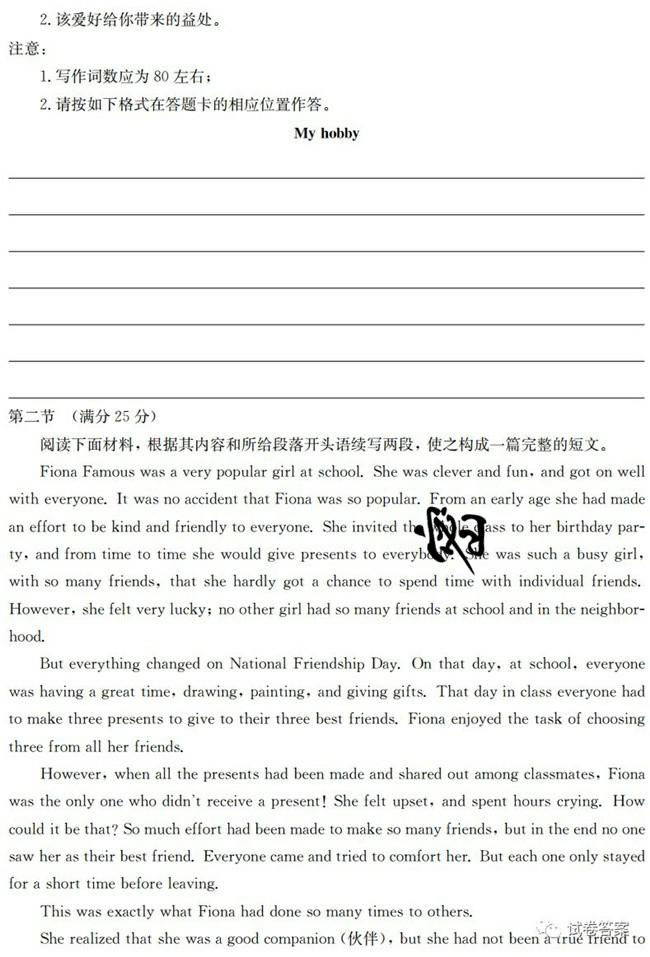 2. 该爱好给你带来的益处。
注意：
1. 写作词数应为 80 左右；
2. 请按如下格式在答题卡的相应位置作答。
My hobby
第二节 （满分 25 分）
阅读下面材料，根据其内容和所给段落开头语续写两段，使之构成一篇完整的短文。
Fiona Famous was a very popular girl at school. She was clever and fun, and got on well
with everyone. It was no accident that Fiona was so popular. From an early age she had made
an effort to be kind and friendly to everyone. She invited the whole class to her birthday par-
ty, and from time to time she would give presents to everybody. She was such a busy girl,
with so many friends, that she hardly got a chance to spend time with individual friends.
However, she felt very lucky; no other girl had so many friends at school and in the neighbor-
hood.
But everything changed on National Friendship Day. On that day, at school, everyone
was having a great time, drawing, painting, and giving gifts. That day in class everyone had
to make three presents to give to their three best friends. Fiona enjoyed the task of choosing
three from all her friends.
However, when all the presents had been made and shared out among classmates, Fiona
was the only one who didn't receive a present! She felt upset, and spent hours crying. How
could it be that? So much effort had been made to make so many friends, but in the end no one
saw her as their best friend. Everyone came and tried to comfort her. But each one only stayed
for a short time before leaving.
This was exactly what Fiona had done so many times to others.
She realized that she was a good companion (伙伴), but she had not been a true friend to
试卷答案